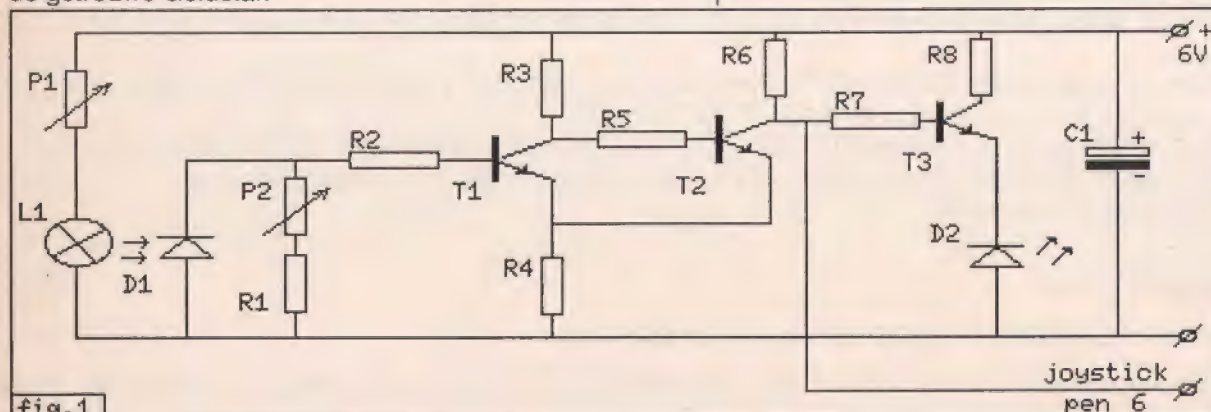 P1
R3
R6
R8
+
6V
R2
R5
R7
C1
+
-
P2
T1
T2
T3
L1
D1
R1
R4
D2
joystick
pen 6
fig.1